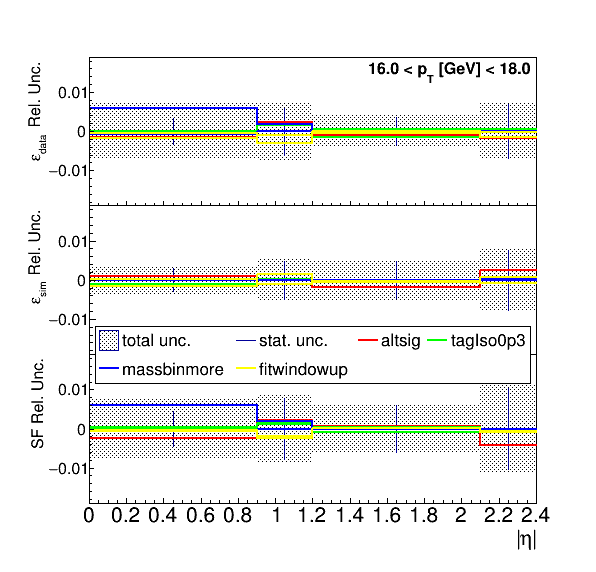 16.0 < pT [GeV] < 18.0
εdata Rel. Unc.
0.01
0
−0.01
εsim Rel. Unc.
0.01
0
−0.01
total unc. stat. unc. altsig tagIso0p3
massbinmore fitwindowup
SF Rel. Unc.
0.01
0
−0.01
0 0.2 0.4 0.6 0.8 1 1.2 1.4 1.6 1.8 2 2.2 2.4
|η|